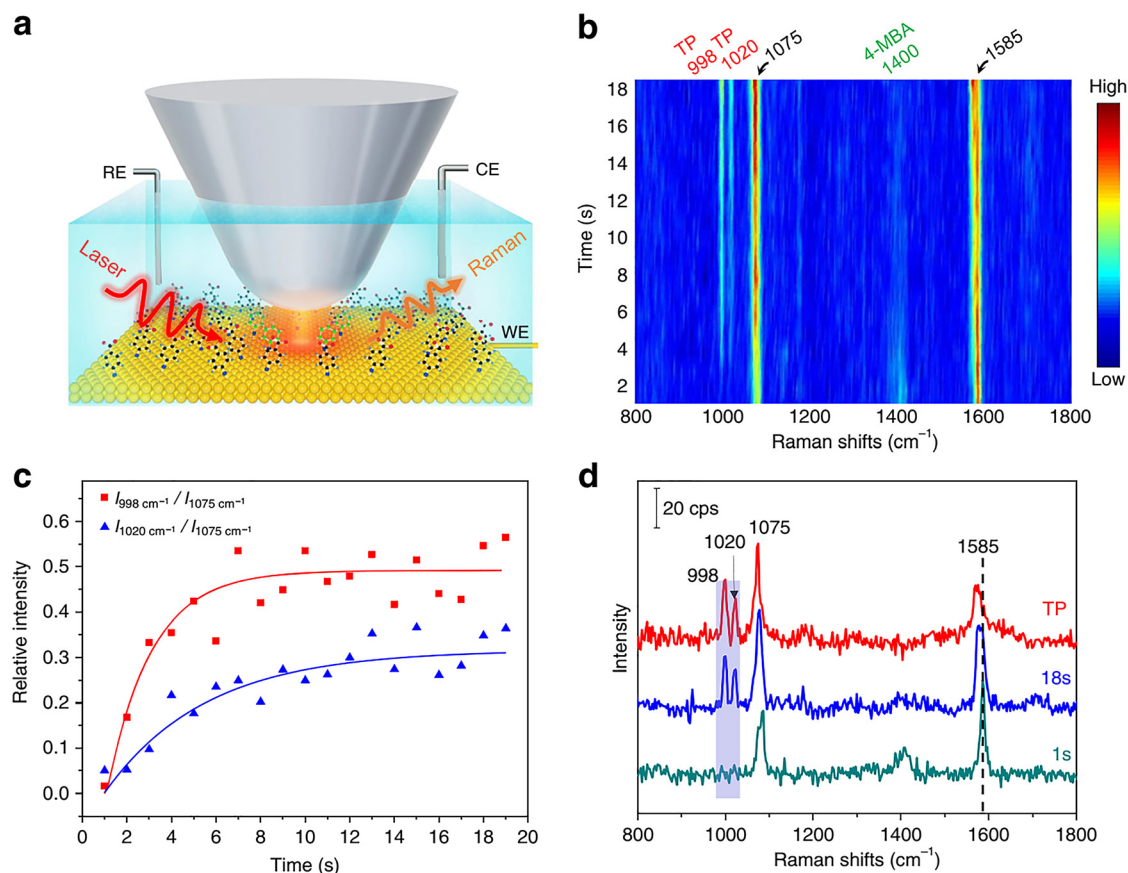 a
RE
CE
Laser
Raman
WE
b
TP
998
TP
1020
1075
4-MBA
1400
1585
18
16
14
12
10
8
6
4
2
Time (s)
800 1000 1200 1400 1600 1800
Raman shifts (cm⁻¹)
High
Low
c
I998 cm⁻¹ / I1075 cm⁻¹
I1020 cm⁻¹ / I1075 cm⁻¹
0.6
0.5
0.4
0.3
0.2
0.1
0.0
Relative intensity
0 2 4 6 8 10 12 14 16 18 20
Time (s)
d
20 cps
1075
1020
998
1585
TP
18s
1s
Intensity
800 1000 1200 1400 1600 1800
Raman shifts (cm⁻¹)